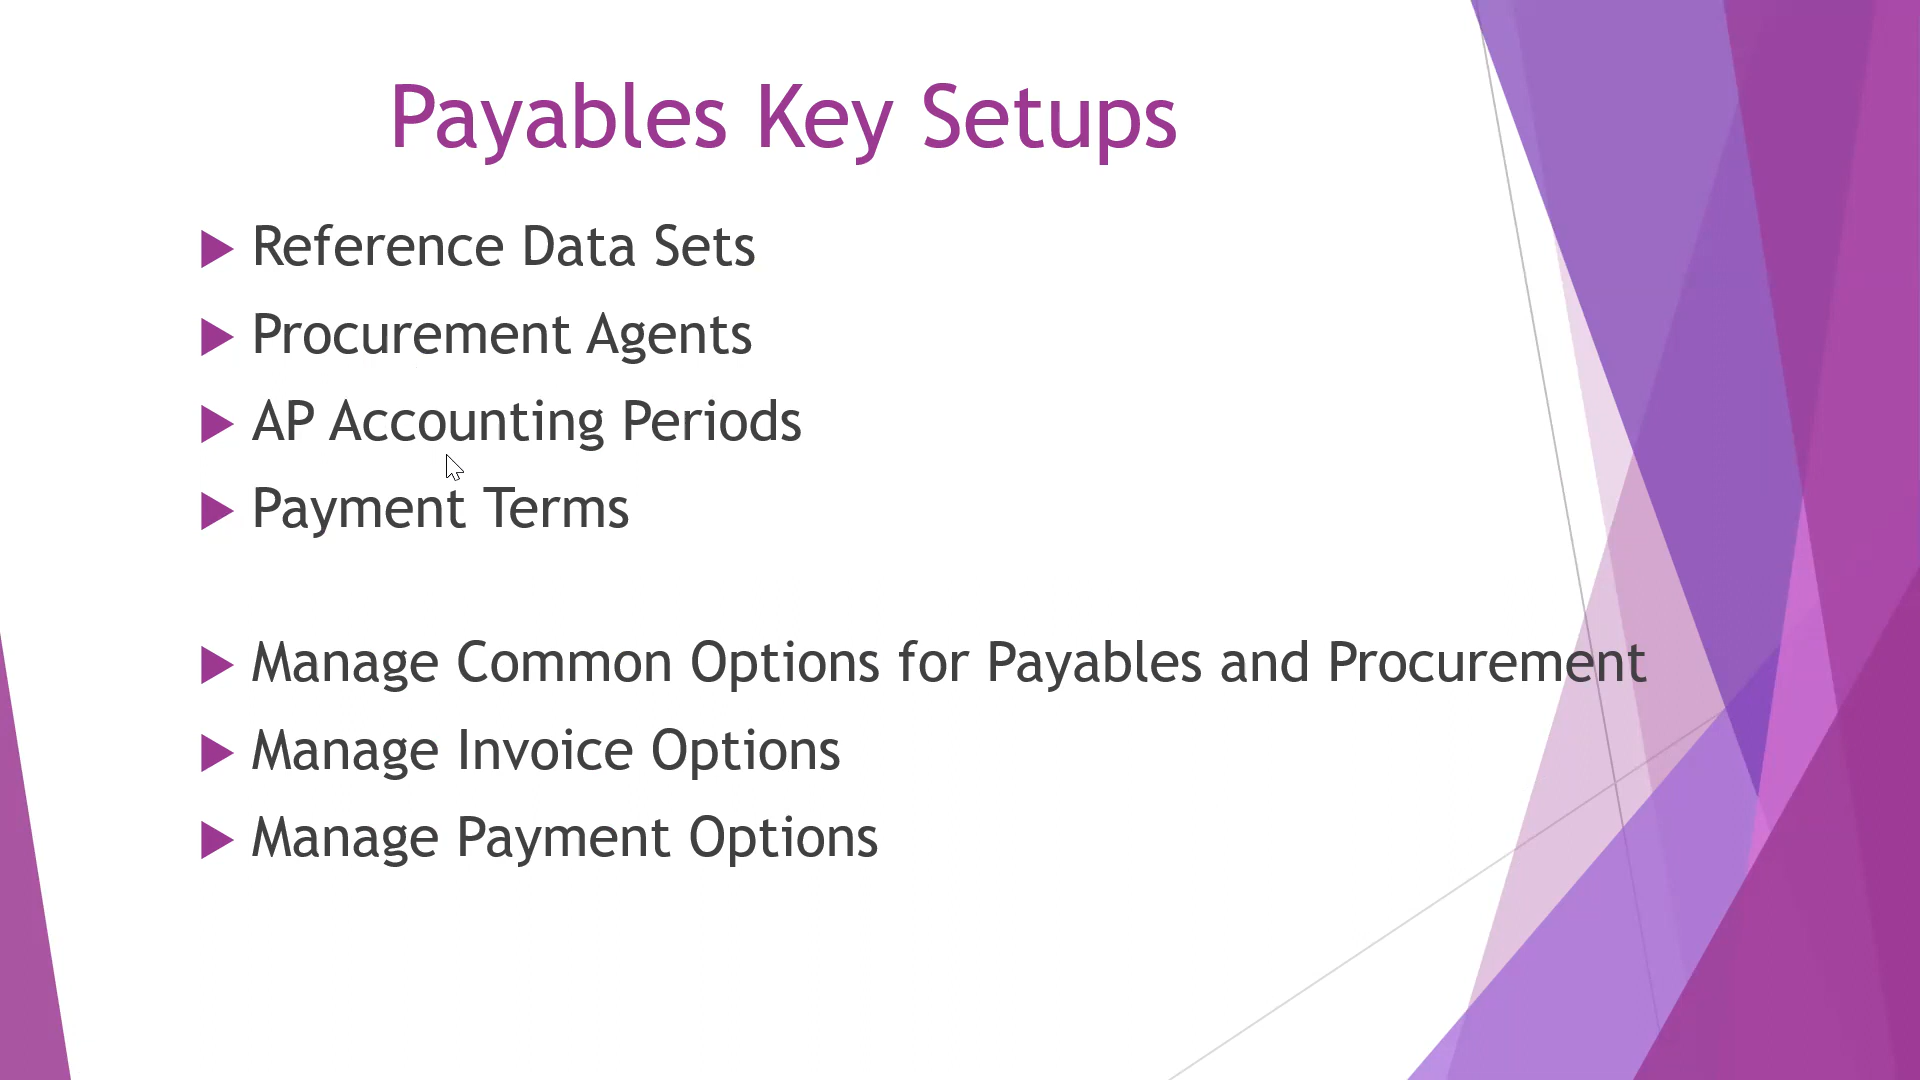 Payables Key Setups
Reference Data Sets
Procurement Agents
AP Accounting Periods
Payment Terms
Manage Common Options for Payables and Procurement
Manage Invoice Options
Manage Payment Options